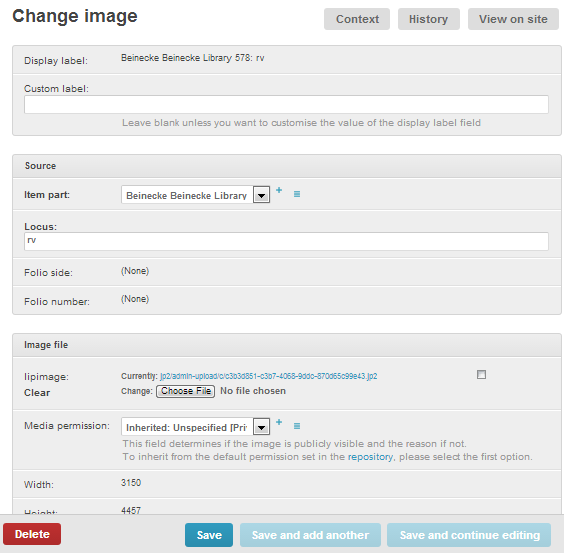 Change image
Context History View on site
Display label: Beinecke Beinecke Library 578: rv
Custom label:
Leave blank unless you want to customise the value of the display label field
Source
Item part: Beinecke Beinecke Library
Locus:
rv
Folio side: (None)
Folio number: (None)
Image file
Iipimage: Currently: jp2/admin-upload/c/c3b3d851-c3b7-4068-9ddc-870d65c99e43.jp2
Clear Change: Choose File No file chosen
Media permission: Inherited: Unspecified [Pri
This field determines if the image is publicly visible and the reason if not.
To inherit from the default permission set in the repository, please select the first option.
Width: 3150
Height: 4457
Delete Save Save and add another Save and continue editing